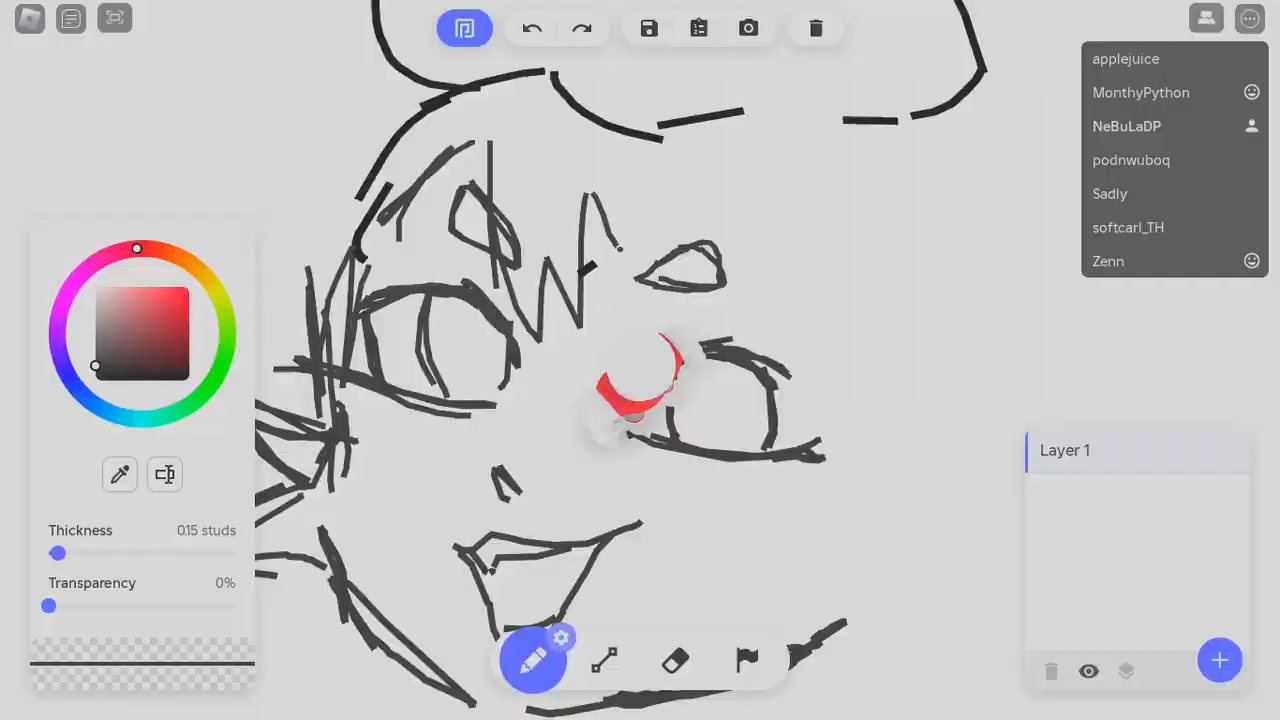 applejuice
MonthyPython
NeBuLaDP
podnwuboq
Sadly
softcarl_TH
Zenn
Thickness 0.15 studs
Transparency 0%
Layer 1